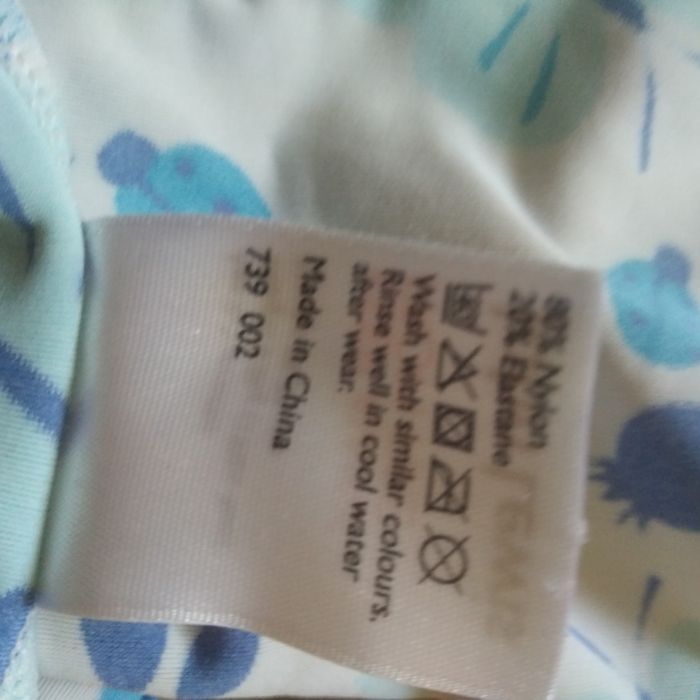 80% Nylon
20% Elastane
Wash with similar colours.
Rinse well in cool water
after wear.
Made in China
739 002